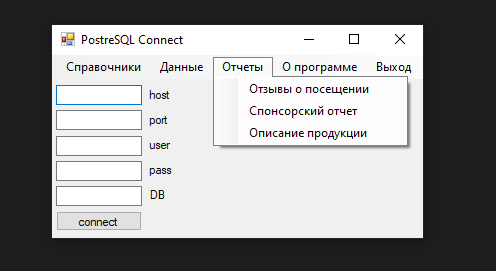 PostreSQL Connect
Справочники Данные Отчеты О программе Выход
Отзывы о посещении
Спонсорский отчет
Описание продукции
host
port
user
pass
DB
connect